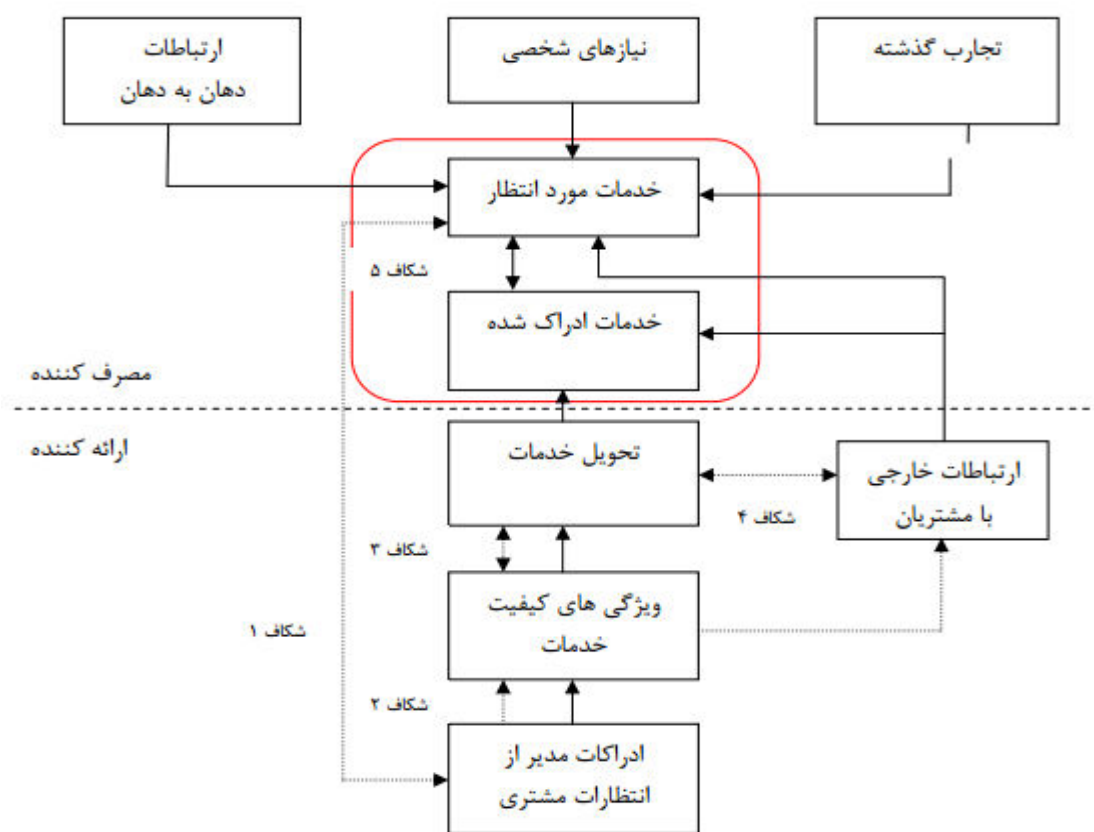 تجارب گذشته
نیازهای شخصی
ارتباطات
دهان به دهان
خدمات مورد انتظار
شکاف ۵
خدمات ادراک شده
مصرف کننده
ارائه کننده
تحویل خدمات
ارتباطات خارجی
با مشتریان
شکاف ۴
شکاف ۳
ویژگی های کیفیت
خدمات
شکاف ۱
شکاف ۲
ادراکات مدیر از
انتظارات مشتری